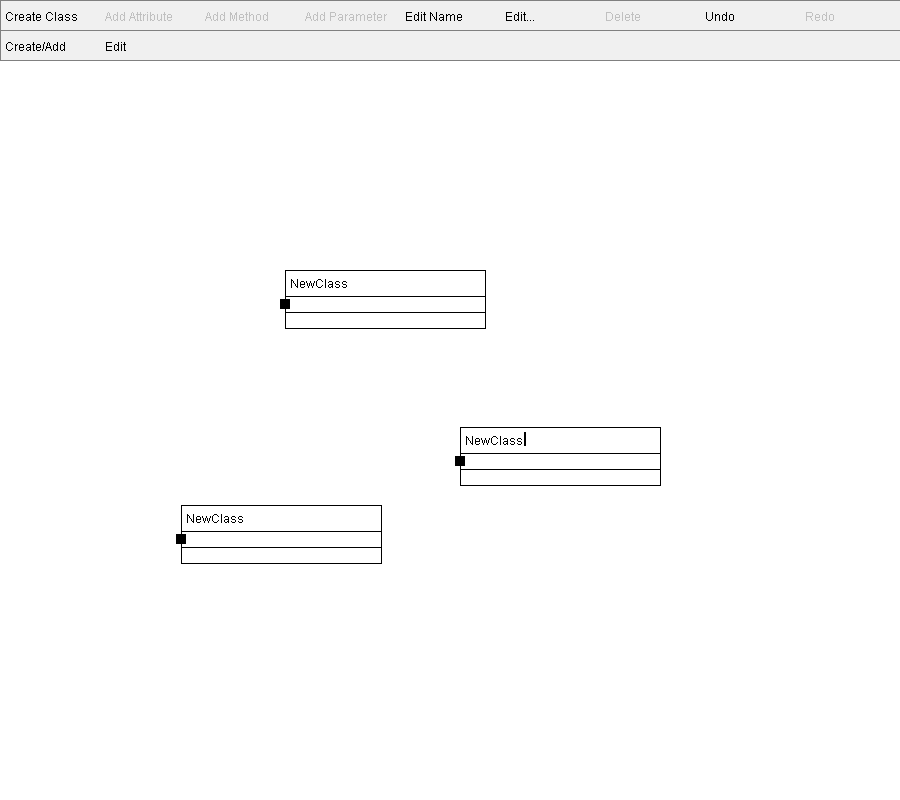 Create Class Add Attribute Add Method Add Parameter Edit Name Edit... Delete Undo Redo
Create/Add Edit
NewClass
NewClass
NewClass